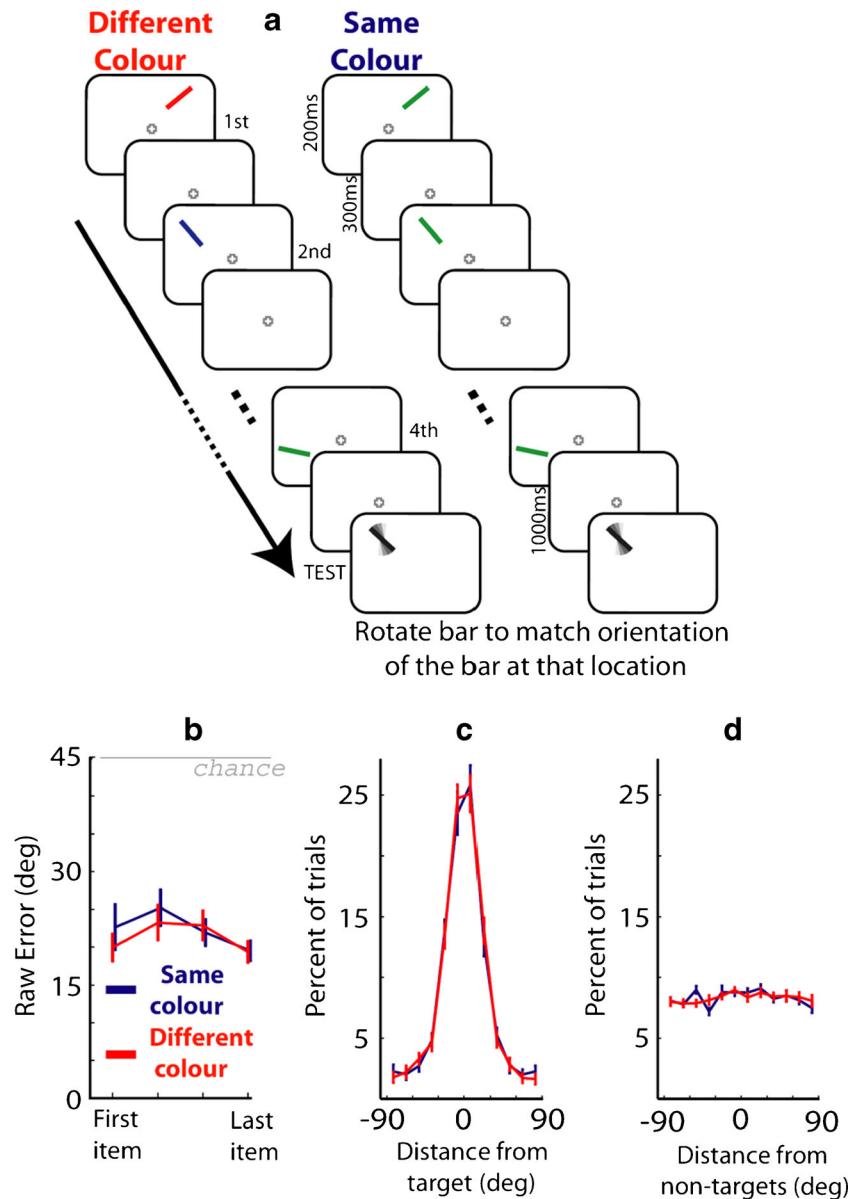 Different
Colour
a
Same
Colour
1st
200ms
300ms
2nd
4th
1000ms
TEST
Rotate bar to match orientation
of the bar at that location
b
45
chance
30
15
0
Raw Error (deg)
Same
colour
Different
colour
First
item
Last
item
c
25
15
5
Percent of trials
-90
0
90
Distance from
target (deg)
d
25
15
5
Percent of trials
-90
0
90
Distance from
non-targets (deg)